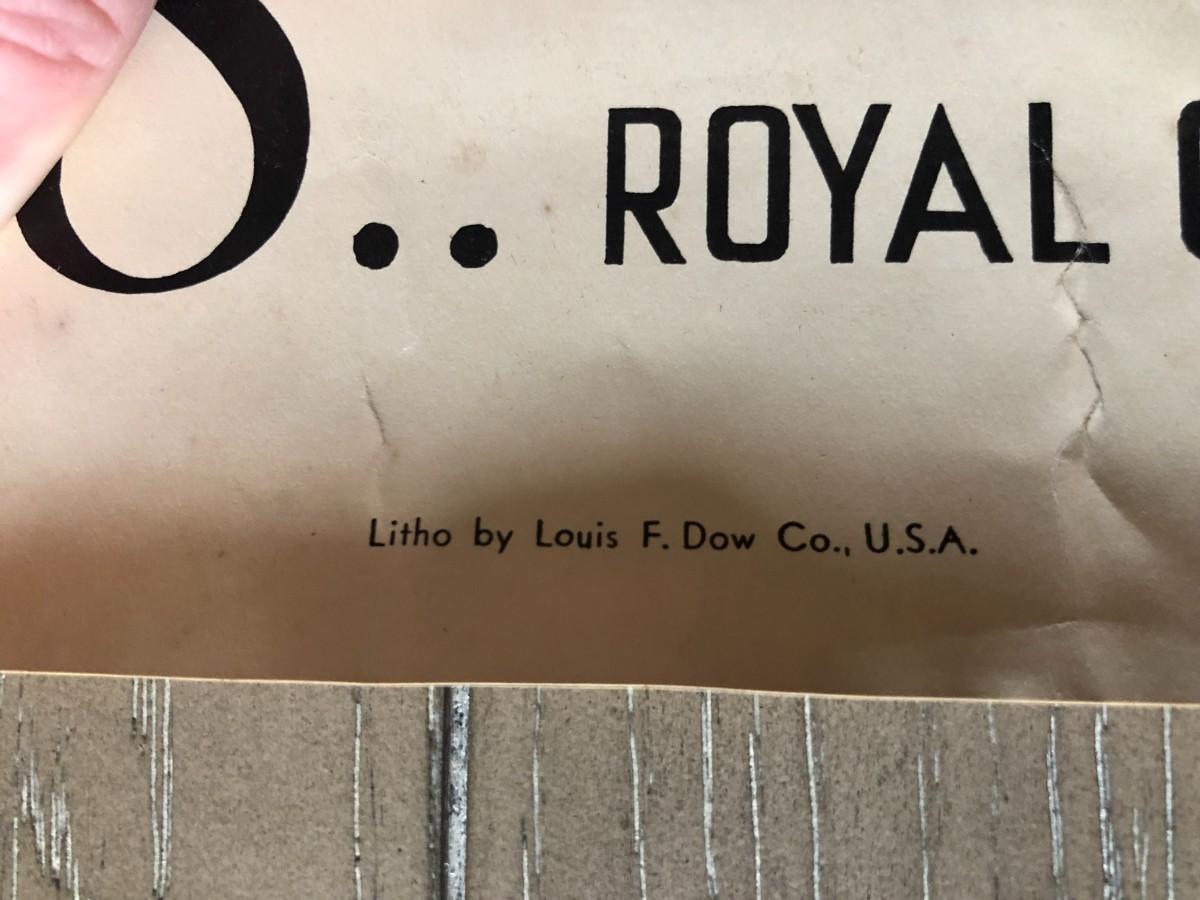 O.. ROYAL
Litho by Louis F. Dow Co., U.S.A.